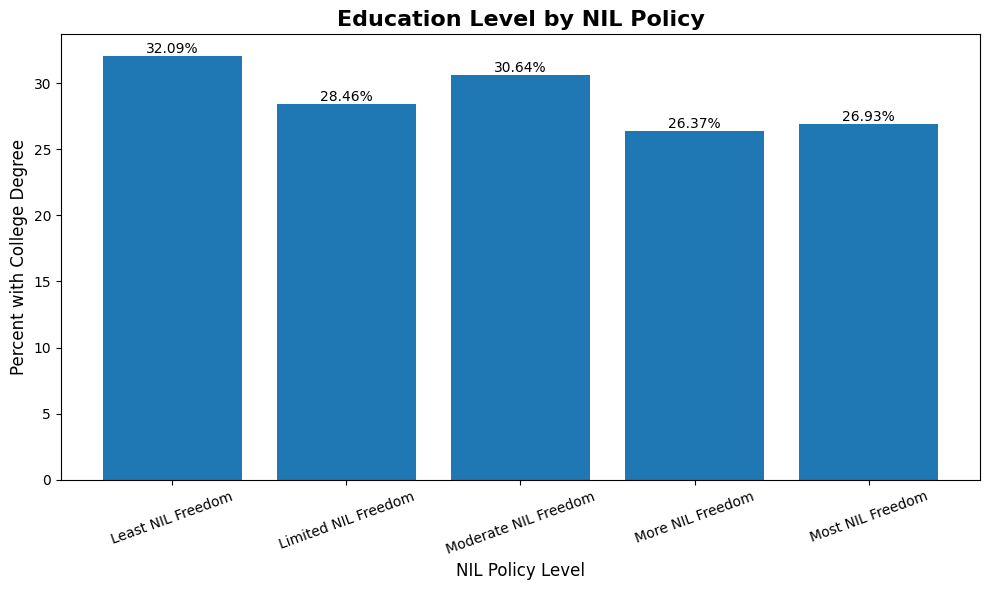 Education Level by NIL Policy
32.09%
28.46%
30.64%
26.37%
26.93%
Percent with College Degree
30
25
20
15
10
5
0
Least NIL Freedom
Limited NIL Freedom
Moderate NIL Freedom
More NIL Freedom
Most NIL Freedom
NIL Policy Level